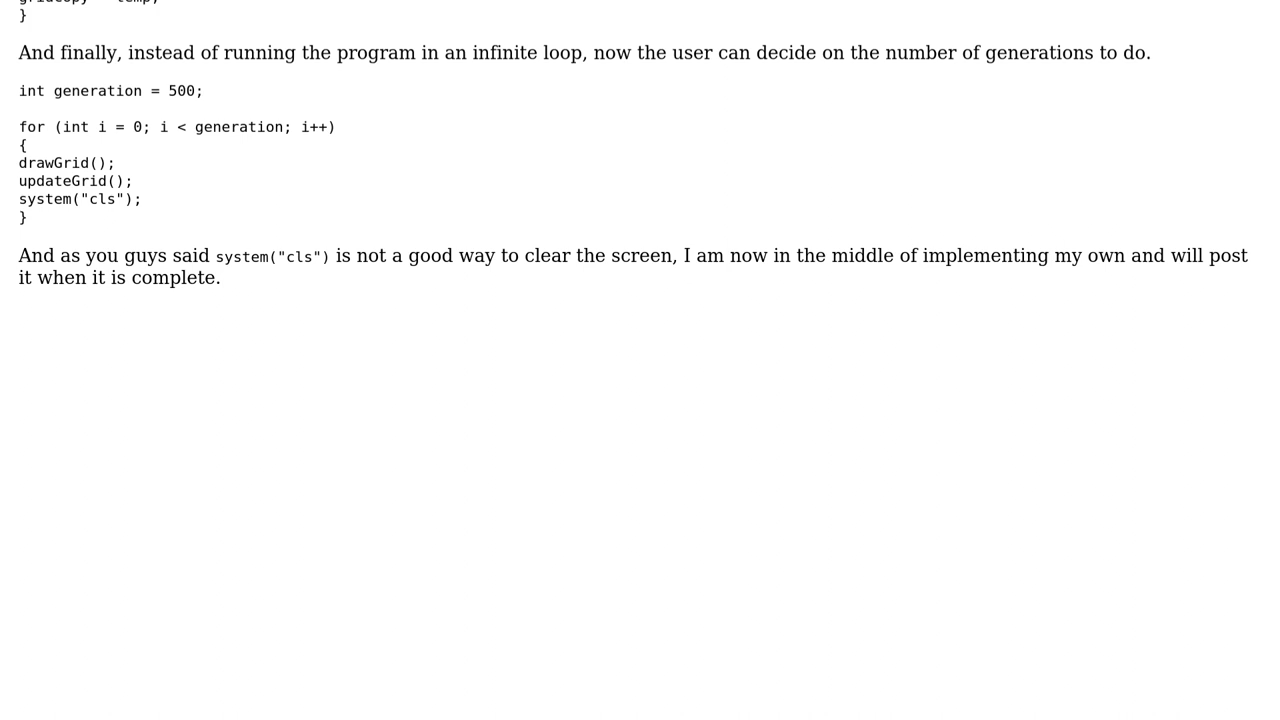 }
And finally, instead of running the program in an infinite loop, now the user can decide on the number of generations to do.
int generation = 500;
for (int i = 0; i < generation; i++)
{
drawGrid();
updateGrid();
system("cls");
}
And as you guys said system("cls") is not a good way to clear the screen, I am now in the middle of implementing my own and will post
it when it is complete.